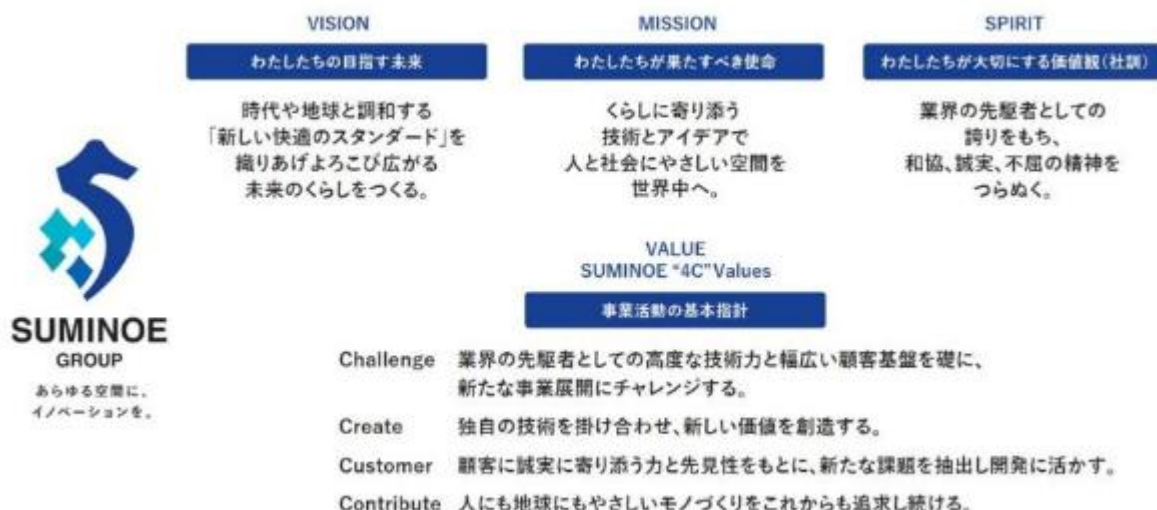 VISION
わたしたちの目指す未来
時代や地球と調和する
「新しい快適のスタンダード」を
織りあげよろこび広がる
未来のくらしをつくる。
MISSION
わたしたちが果たすべき使命
くらしに寄り添う
技術とアイデアで
人と社会にやさしい空間を
世界中へ。
SPIRIT
わたしたちが大切にする価値観(社訓)
業界の先駆者としての
誇りをもち、
和協、誠実、不屈の精神を
つらぬく。
SUMINOE
GROUP
あらゆる空間に、
イノベーションを。
VALUE
SUMINOE “4C”Values
事業活動の基本指針
Challenge 業界の先駆者としての高度な技術力と幅広い顧客基盤を礎に、
新たな事業展開にチャレンジする。
Create 独自の技術を掛け合わせ、新しい価値を創造する。
Customer 顧客に誠実に寄り添う力と先見性をもとに、新たな課題を抽出し開発に活かす。
Contribute 人にも地球にもやさしいモノづくりをこれからも追求し続ける。